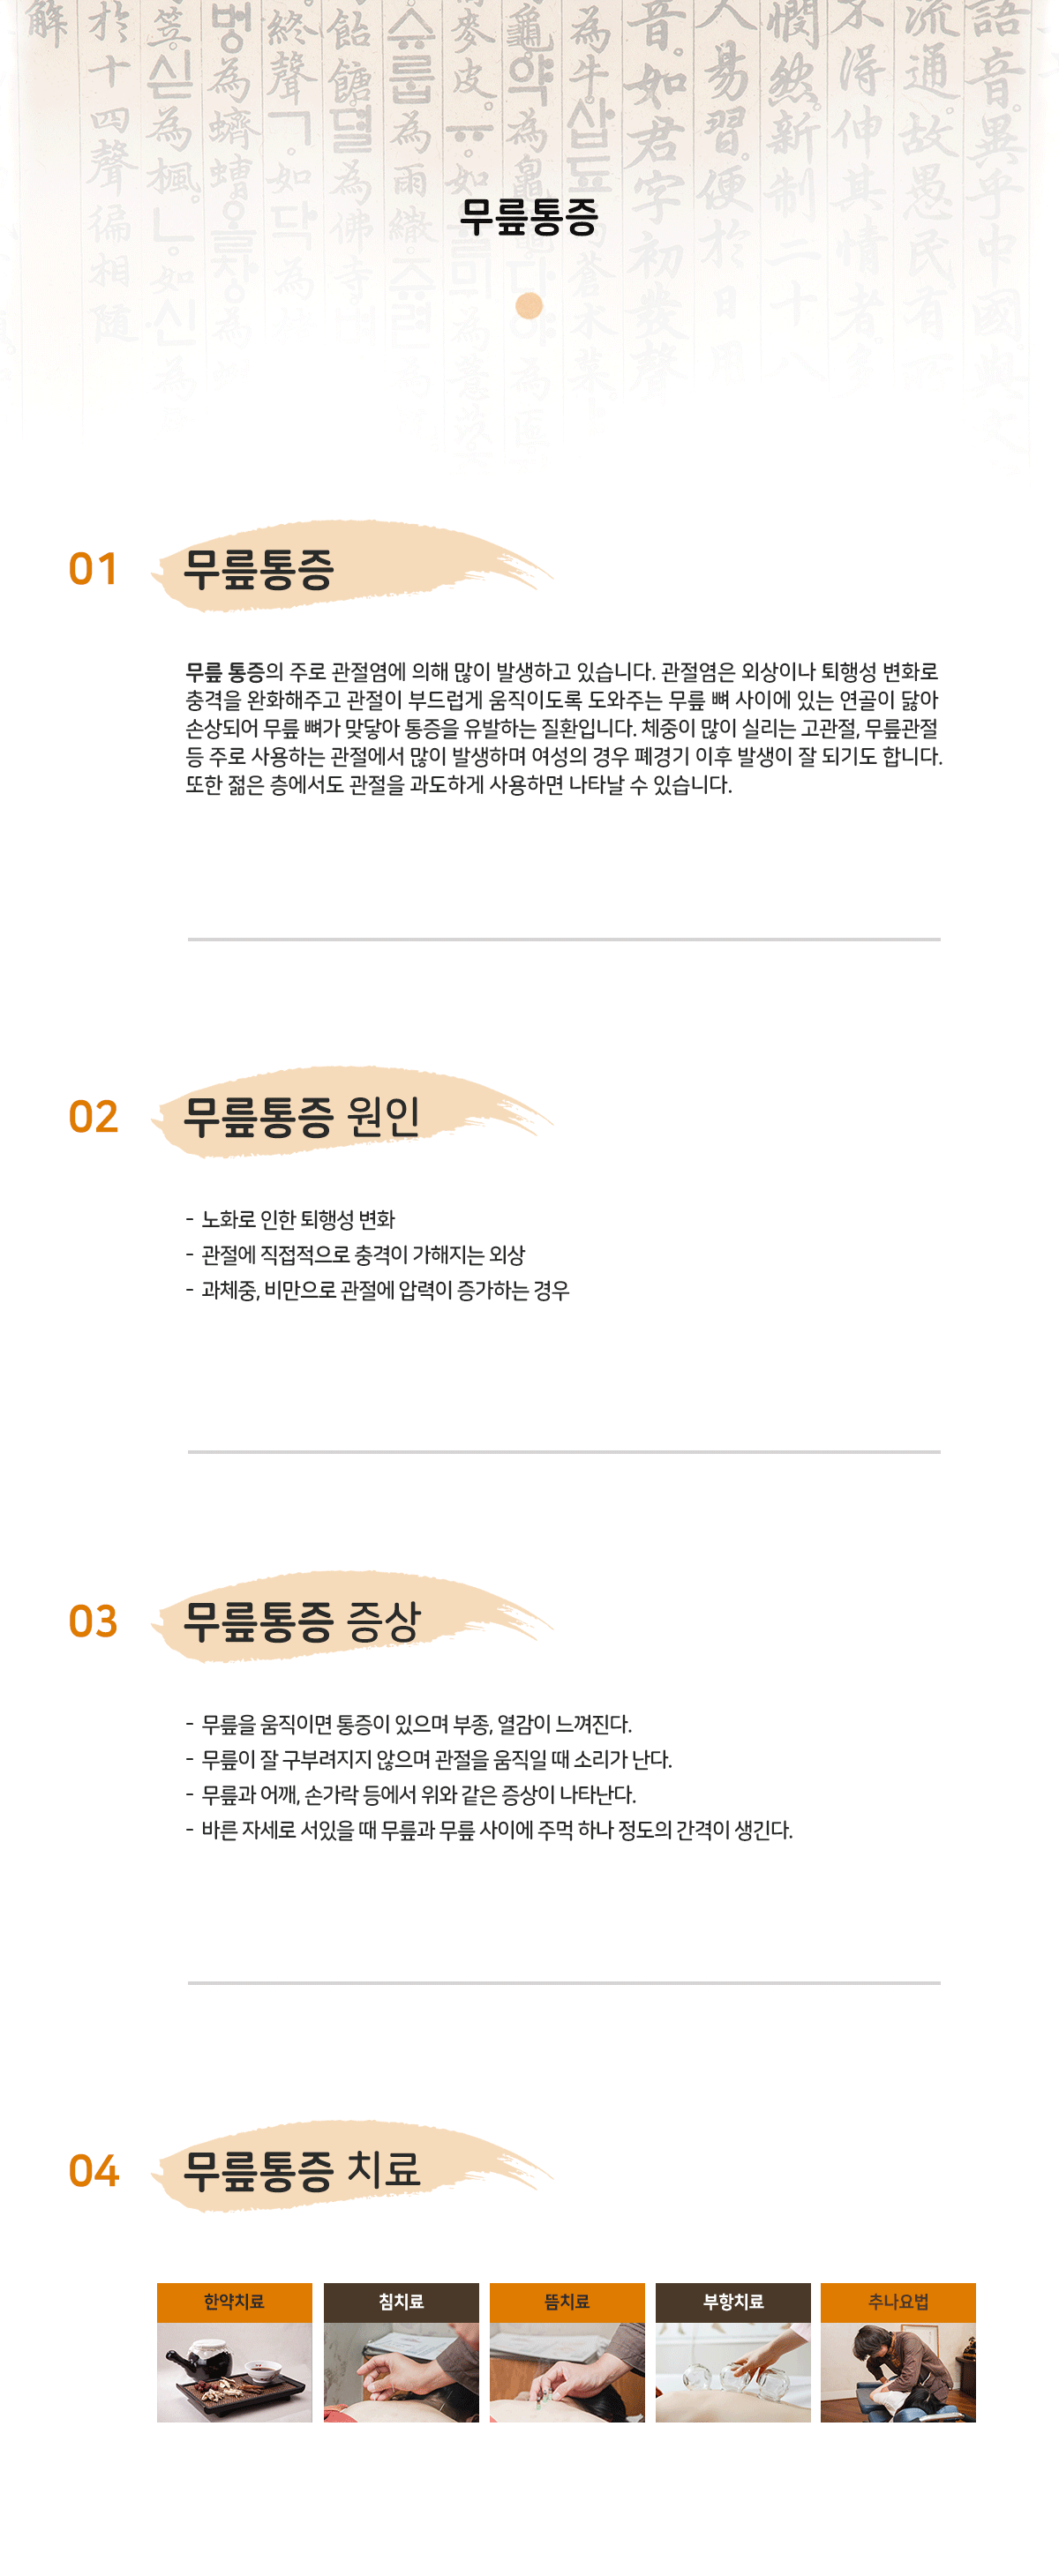 무릎통증
01
무릎통증
무릎 통증의 주로 관절염에 의해 많이 발생하고 있습니다. 관절염은 외상이나 퇴행성 변화로
충격을 완화해주고 관절이 부드럽게 움직이도록 도와주는 무릎 뼈 사이에 있는 연골이 닳아
손상되어 무릎 뼈가 맞닿아 통증을 유발하는 질환입니다. 체중이 많이 실리는 고관절, 무릎관절
등 주로 사용하는 관절에서 많이 발생하며 여성의 경우 폐경기 이후 발생이 잘 되기도 합니다.
또한 젊은 층에서도 관절을 과도하게 사용하면 나타날 수 있습니다.
02
무릎통증 원인
- 노화로 인한 퇴행성 변화
- 관절에 직접적으로 충격이 가해지는 외상
- 과체중, 비만으로 관절에 압력이 증가하는 경우
03
무릎통증 증상
- 무릎을 움직이면 통증이 있으며 부종, 열감이 느껴진다.
- 무릎이 잘 구부려지지 않으며 관절을 움직일 때 소리가 난다.
- 무릎과 어깨, 손가락 등에서 위와 같은 증상이 나타난다.
- 바른 자세로 서있을 때 무릎과 무릎 사이에 주먹 하나 정도의 간격이 생긴다.
04
무릎통증 치료
한약치료
침치료
뜸치료
부항치료
추나요법